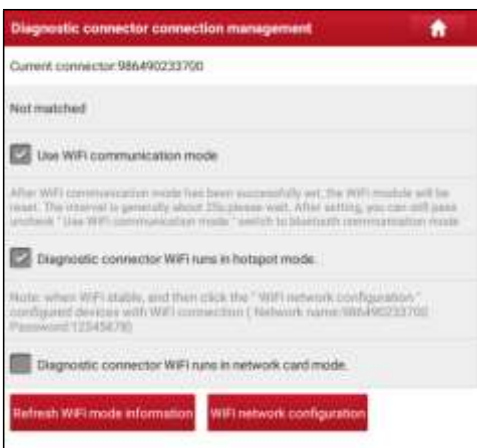 Diagnostic connector connection management
Current connector:986490233700
Not matched
Use WiFi communication mode
After WiFi communication mode has been successfully set, the WiFi module will be
reset. The interval is generally about 25s,please wait. After setting, you can still pass
uncheck " Use WiFi communication mode " switch to bluetooth communication mode
Diagnostic connector WiFi runs in hotspot mode.
Note: when WiFi stable, and then click the " WiFi network configuration "
configured devices with WiFi connection ( Network name:986490233700
Diagnostic connector WiFi runs in network card mode.
Refresh WiFi mode information
WiFi network configuration